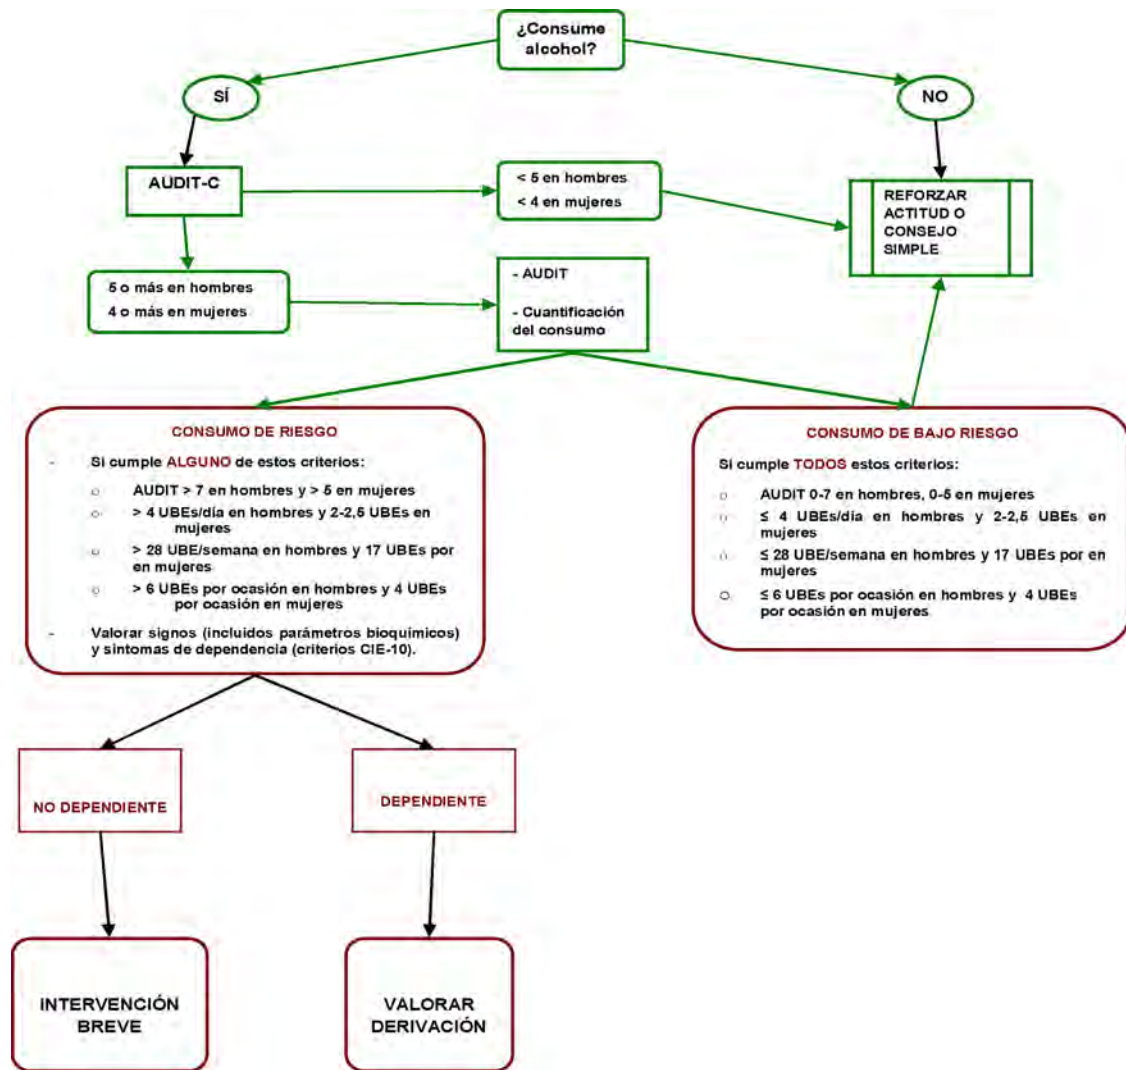 ¿Consume
alcohol?
SÍ
NO
AUDIT-C
< 5 en hombres
< 4 en mujeres
REFORZAR
ACTITUD O
CONSEJO
SIMPLE
5 o más en hombres
4 o más en mujeres
- AUDIT
- Cuantificación
del consumo
CONSUMO DE RIESGO
- Si cumple ALGUNO de estos criterios:
o AUDIT > 7 en hombres y > 5 en mujeres
o > 4 UBEs/día en hombres y 2-2,5 UBEs en
mujeres
o > 28 UBE/semana en hombres y 17 UBEs por
en mujeres
o > 6 UBEs por ocasión en hombres y 4 UBEs
por ocasión en mujeres
- Valorar signos (incluidos parámetros bioquímicos)
y síntomas de dependencia (criterios CIE-10).
CONSUMO DE BAJO RIESGO
Si cumple TODOS estos criterios:
o AUDIT 0-7 en hombres, 0-5 en mujeres
o ≤ 4 UBEs/día en hombres y 2-2,5 UBEs en
mujeres
o ≤ 28 UBE/semana en hombres y 17 UBEs por en
mujeres
o ≤ 6 UBEs por ocasión en hombres y 4 UBEs
por ocasión en mujeres
NO DEPENDIENTE
DEPENDIENTE
INTERVENCIÓN
BREVE
VALORAR
DERIVACIÓN